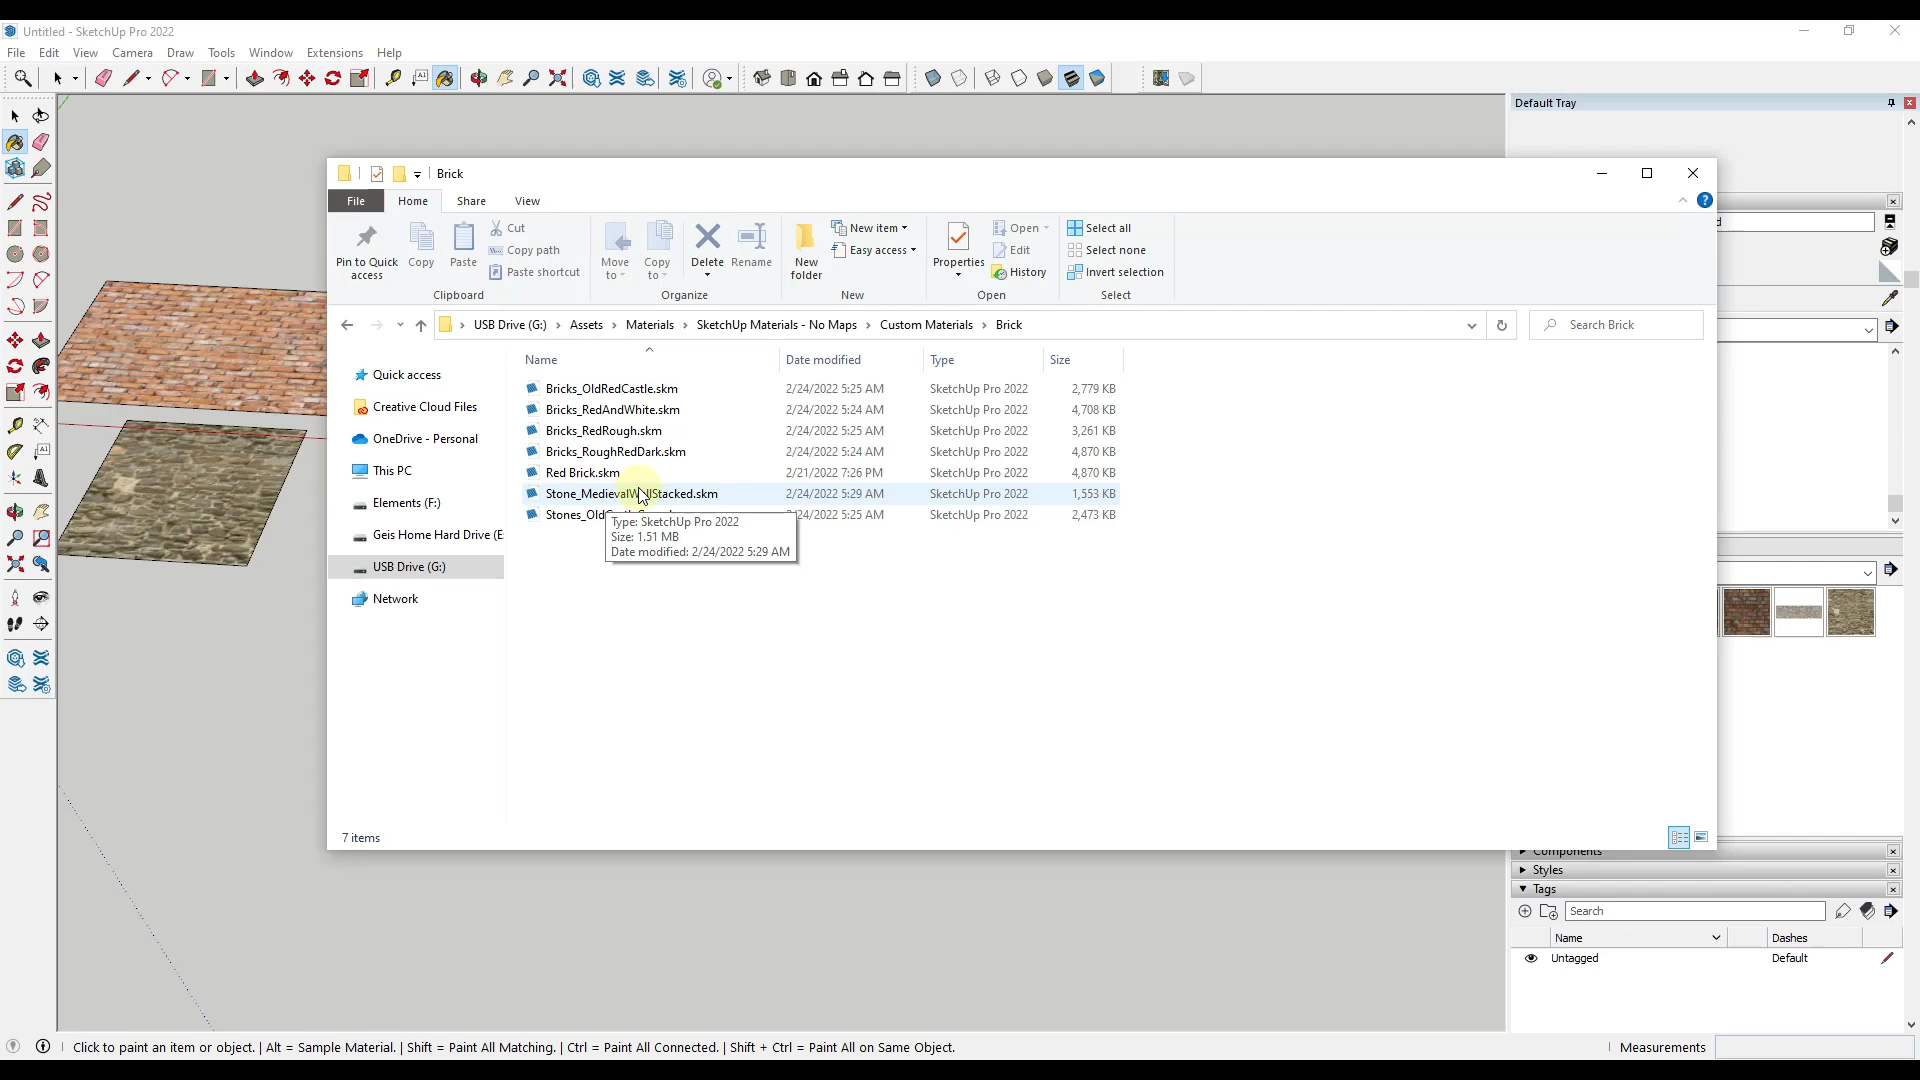 Untitled - SketchUp Pro 2022
File Edit View Camera Draw Tools Window Extensions Help
Default Tray
Brick
File Home Share View
Pin to Quick access
Copy
Paste
Cut
Copy path
Paste shortcut
Clipboard
Move to
Copy to
Delete
Rename
Organize
New folder
New item
Easy access
New
Properties
Open
Edit
History
Open
Select all
Select none
Invert selection
Select
USB Drive (G:) › Assets › Materials › SketchUp Materials - No Maps › Custom Materials › Brick
Search Brick
Name Date modified Type Size
Quick access
Creative Cloud Files
OneDrive - Personal
This PC
Elements (F:)
Geis Home Hard Drive (E
USB Drive (G:)
Network
Bricks_OldRedCastle.skm 2/24/2022 5:25 AM SketchUp Pro 2022 2,779 KB
Bricks_RedAndWhite.skm 2/24/2022 5:24 AM SketchUp Pro 2022 4,708 KB
Bricks_RedRough.skm 2/24/2022 5:25 AM SketchUp Pro 2022 3,261 KB
Bricks_RoughRedDark.skm 2/24/2022 5:24 AM SketchUp Pro 2022 4,870 KB
Red Brick.skm 2/21/2022 7:26 PM SketchUp Pro 2022 4,870 KB
Stone_MedievalWallStacked.skm 2/24/2022 5:29 AM SketchUp Pro 2022 1,553 KB
24/2022 5:25 AM SketchUp Pro 2022 2,473 KB
Type: SketchUp Pro 2022
Size: 1.51 MB
Date modified: 2/24/2022 5:29 AM
7 items
Components
Styles
Tags
Search
Name Dashes
Untagged Default
Click to paint an item or object. | Alt = Sample Material. | Shift = Paint All Matching. | Ctrl = Paint All Connected. | Shift + Ctrl = Paint All on Same Object.
Measurements